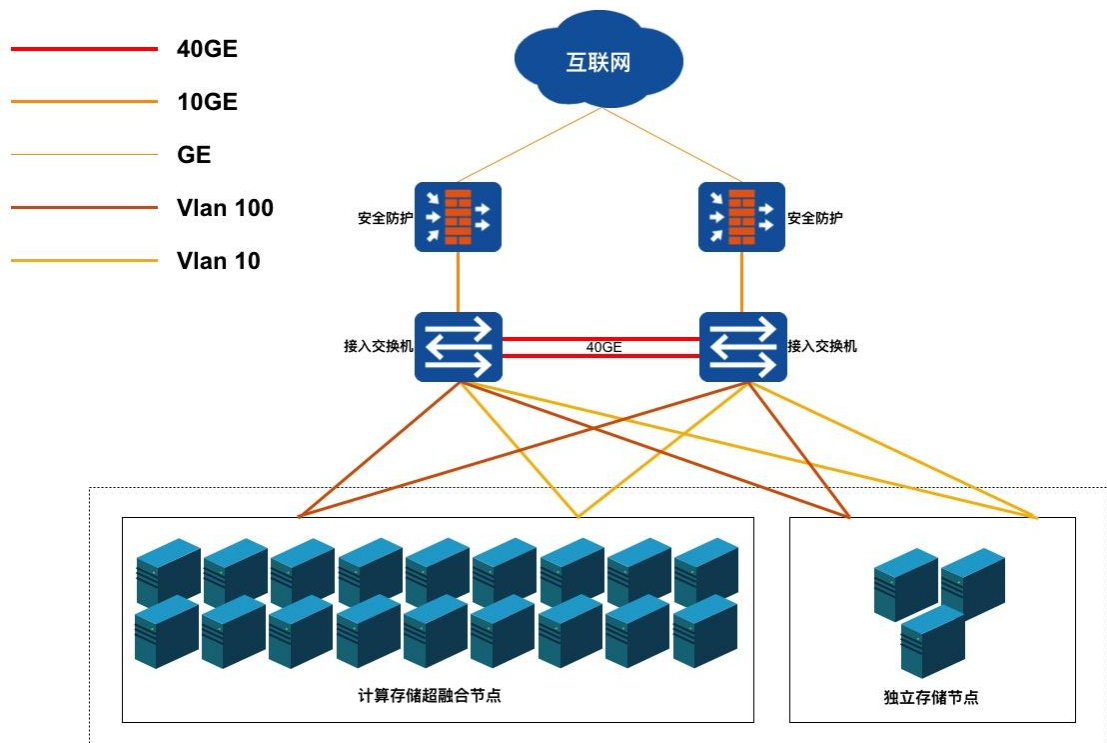 40GE
10GE
GE
Vlan 100
Vlan 10
互联网
安全防护
安全防护
接入交换机
40GE
接入交换机
计算存储超融合节点
独立存储节点